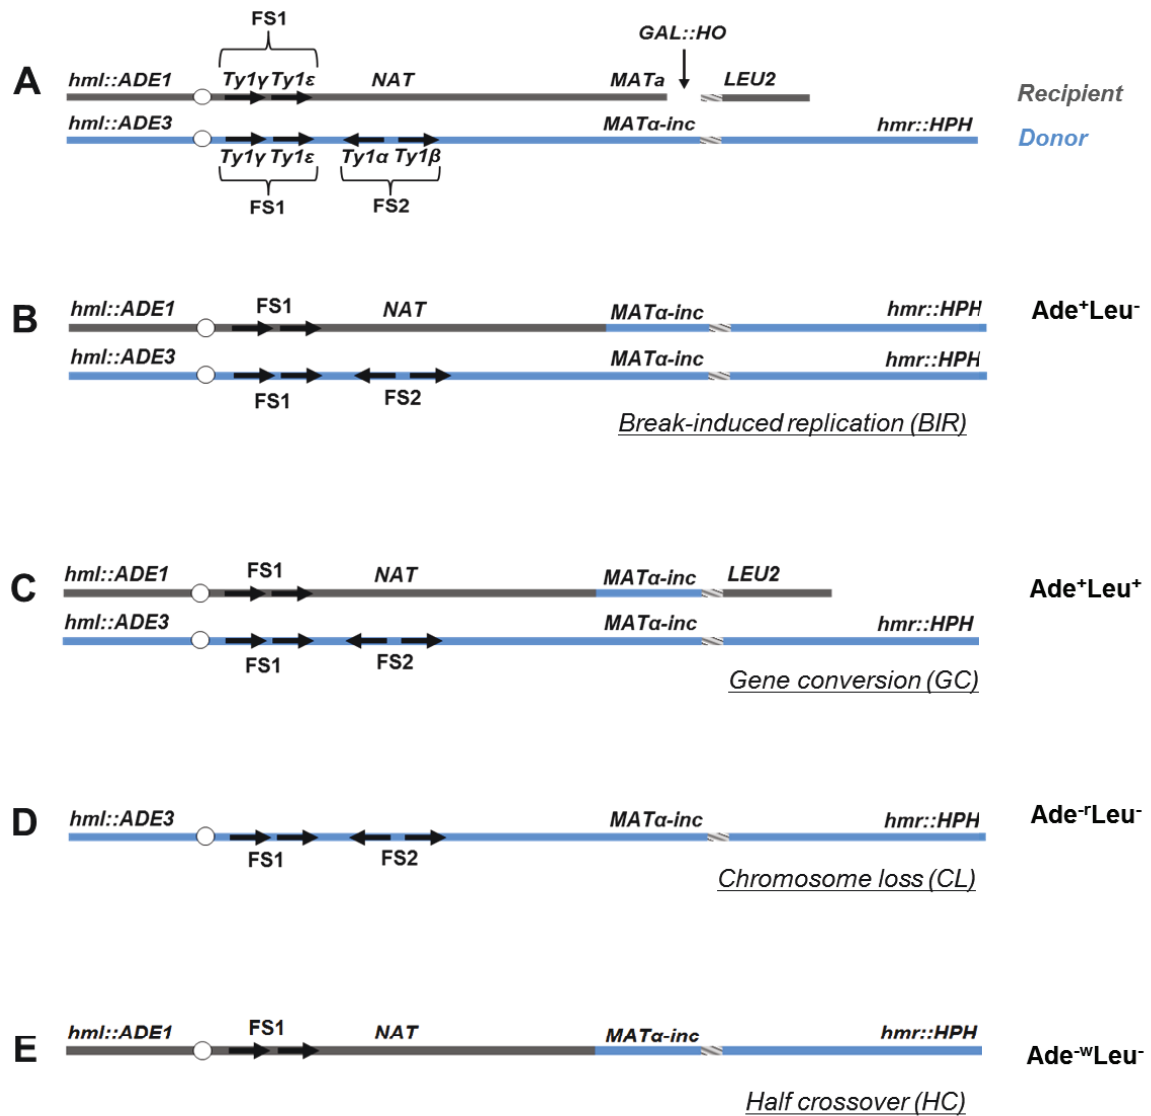 FS1
GAL::HO
A
hml::ADE1 Ty1γ Ty1ε NAT MATa LEU2
Recipient
hml::ADE3 MATα-inc hmr::HPH
Donor
Ty1γ Ty1ε Ty1α Ty1β
FS1 FS2
B
hml::ADE1 FS1 NAT MATα-inc hmr::HPH
Ade⁺Leu⁻
hml::ADE3 MATα-inc hmr::HPH
FS1 FS2
Break-induced replication (BIR)
C
hml::ADE1 FS1 NAT MATα-inc LEU2
Ade⁺Leu⁺
hml::ADE3 MATα-inc hmr::HPH
FS1 FS2
Gene conversion (GC)
D
hml::ADE3 MATα-inc hmr::HPH
Ade⁻ʳLeu⁻
FS1 FS2
Chromosome loss (CL)
E
hml::ADE1 FS1 NAT MATα-inc hmr::HPH
Ade⁻ʷLeu⁻
Half crossover (HC)